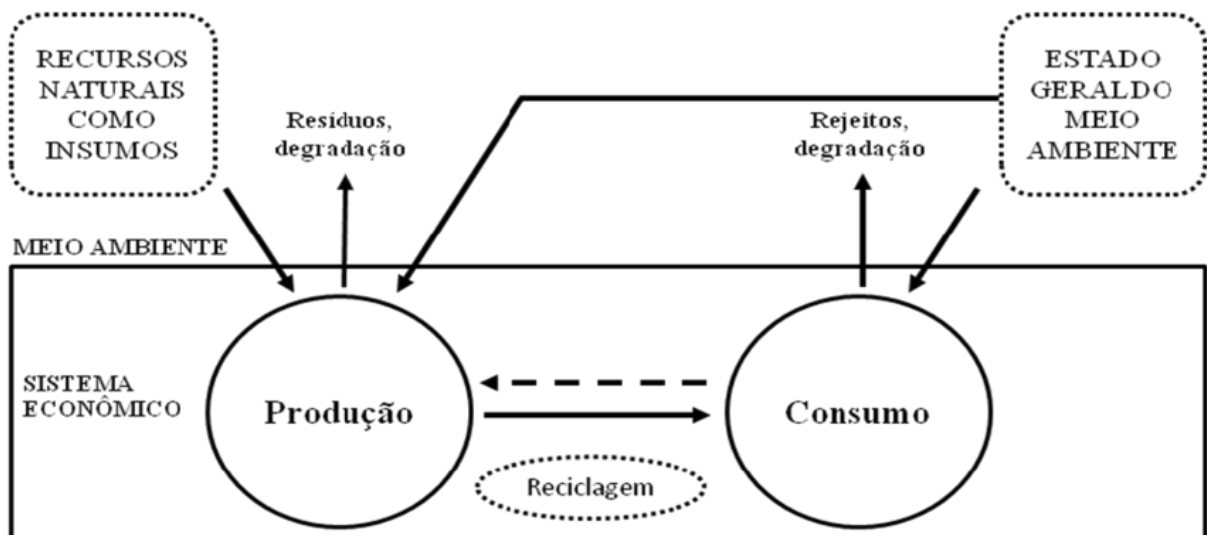 RECURSOS
NATURAIS
COMO
INSUMOS
Resíduos,
degradação
Rejeitos,
degradação
ESTADO
GERALDO
MEIO
AMBIENTE
MEIO AMBIENTE
SISTEMA
ECONÔMICO
Produção
Consumo
Reciclagem